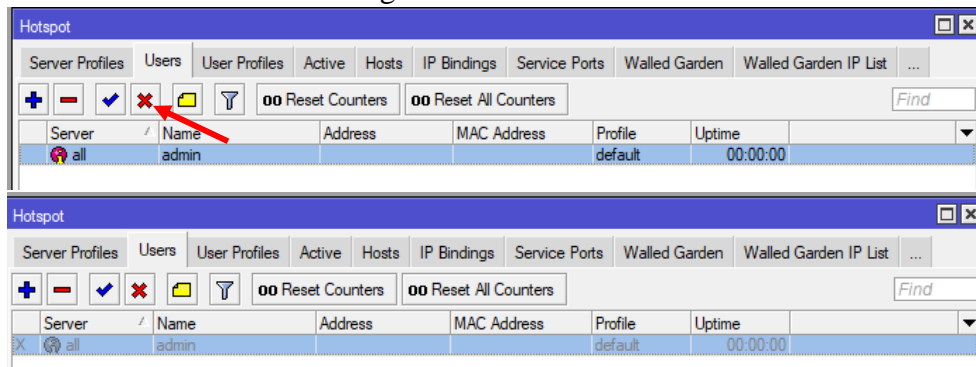 Hotspot
Server Profiles Users User Profiles Active Hosts IP Bindings Service Ports Walled Garden Walled Garden IP List ...
00 Reset Counters 00 Reset All Counters Find
Server Name Address MAC Address Profile Uptime
all admin default 00:00:00
Hotspot
Server Profiles Users User Profiles Active Hosts IP Bindings Service Ports Walled Garden Walled Garden IP List ...
00 Reset Counters 00 Reset All Counters Find
Server Name Address MAC Address Profile Uptime
X all admin default 00:00:00